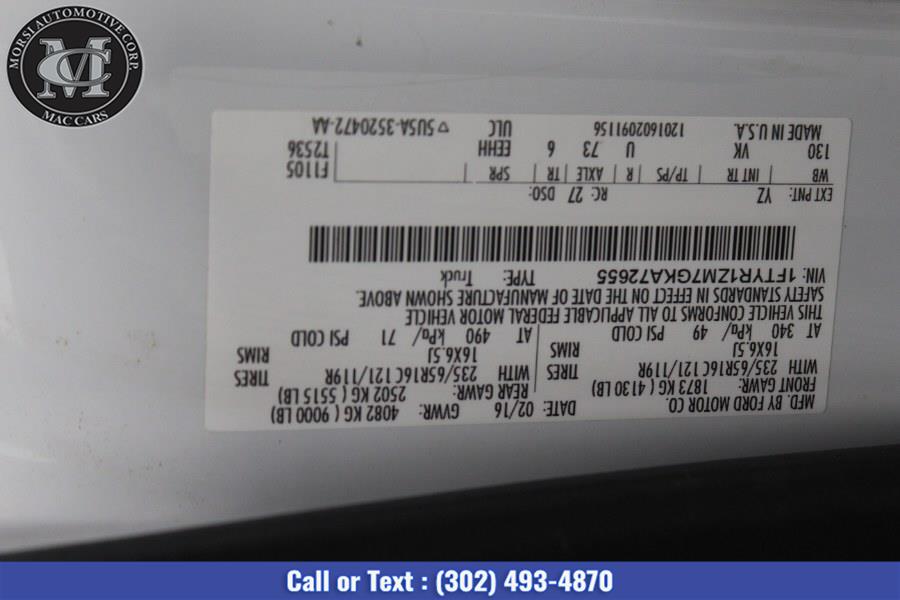 MORSI AUTOMOTIVE CORP.
MC
MAC CARS
MFD. BY FORD MOTOR CO.
DATE: 02/16 GVWR: 4082 KG ( 9000 LB)
FRONT GAWR: 1873 KG ( 4130 LB) REAR GAWR: 2502 KG ( 5515 LB)
WITH 235/65R16C 121/119R TIRES WITH 235/65R16C 121/119R TIRES
16X6.5J RIMS 16X6.5J RIMS
AT 340 kPa/ 49 PSI COLD AT 490 kPa/ 71 PSI COLD
THIS VEHICLE CONFORMS TO ALL APPLICABLE FEDERAL MOTOR VEHICLE
SAFETY STANDARDS IN EFFECT ON THE DATE OF MANUFACTURE SHOWN ABOVE.
VIN: 1FTYR1ZM7GKA72655 TYPE: Truck
EXT PNT: YZ RC: 27 DSO:
WB INT TR TP/PS R AXLE TR SPR F1105
130 VK U 73 6 EEHH T2536
MADE IN U.S.A. 1201602091156 ULC ▽ 5USA-3520472-AA
Call or Text : (302) 493-4870